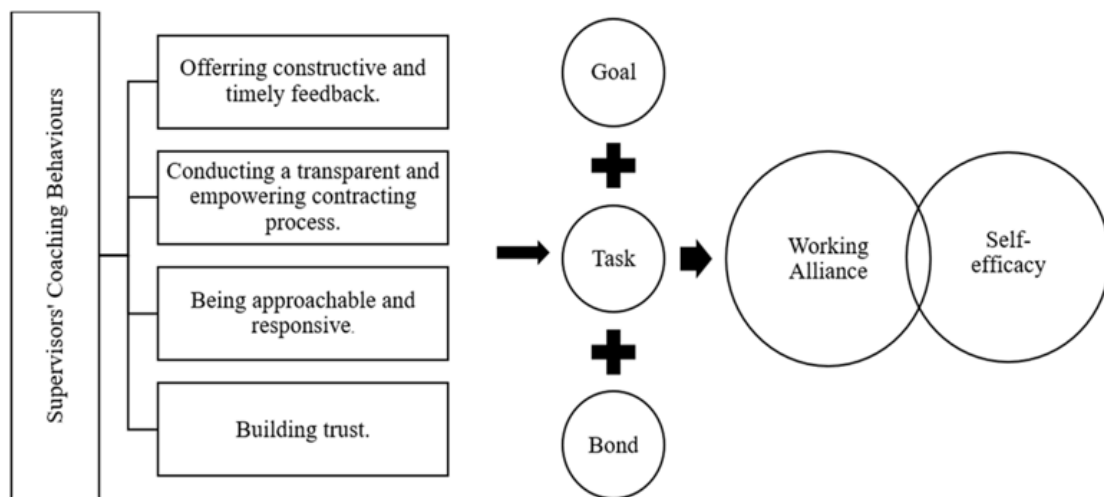 Supervisors' Coaching Behaviours
Offerring constructive and
timely feedback.
Conducting a transparent and
empowering contracting
process.
Being approachable and
responsive.
Building trust.
Goal
Task
Bond
Working
Alliance
Self-
efficacy